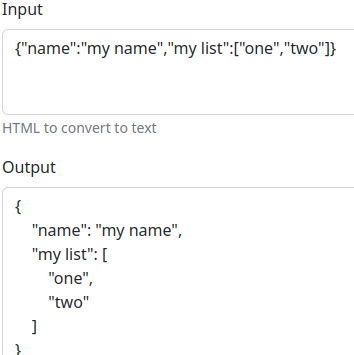 Input
{"name":"my name","my list":["one","two"]}
HTML to convert to text
Output
{
    "name": "my name",
    "my list": [
        "one",
        "two"
    ]
}